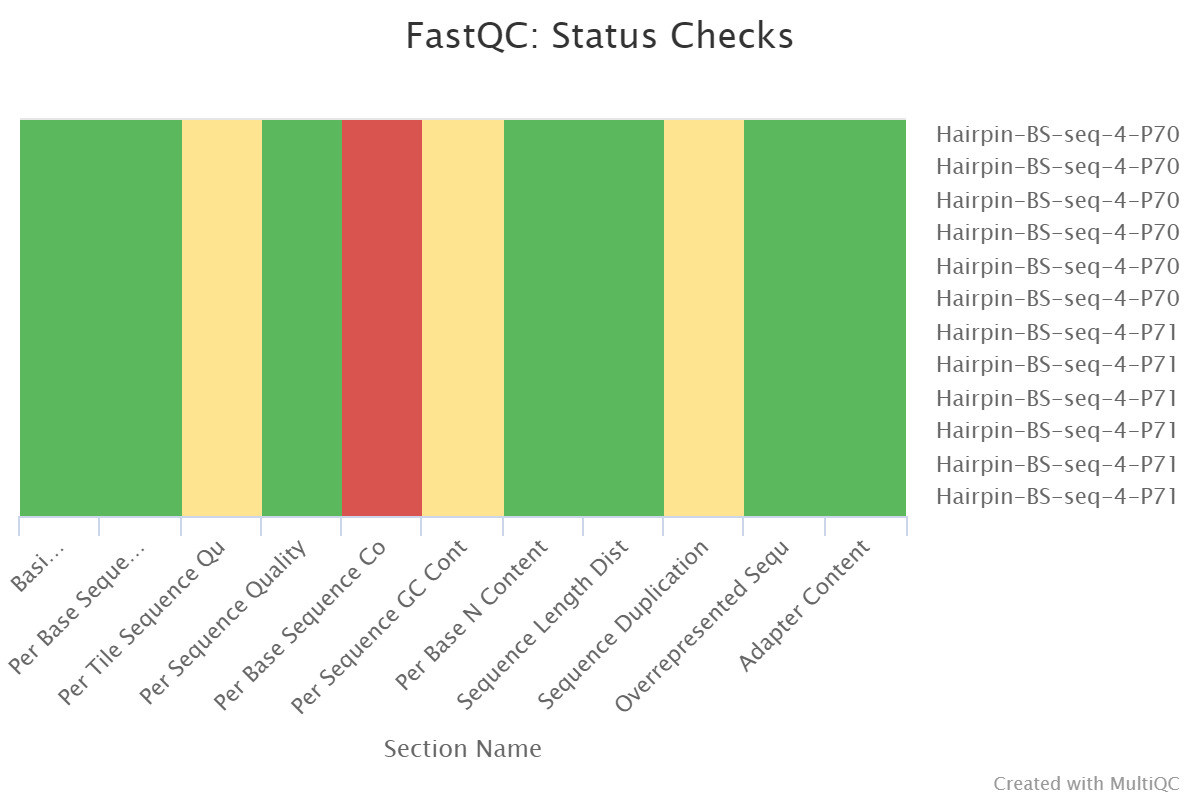 FastQC: Status Checks
Hairpin-BS-seq-4-P70
Hairpin-BS-seq-4-P70
Hairpin-BS-seq-4-P70
Hairpin-BS-seq-4-P70
Hairpin-BS-seq-4-P70
Hairpin-BS-seq-4-P70
Hairpin-BS-seq-4-P71
Hairpin-BS-seq-4-P71
Hairpin-BS-seq-4-P71
Hairpin-BS-seq-4-P71
Hairpin-BS-seq-4-P71
Hairpin-BS-seq-4-P71
Basi...
Per Base Seque...
Per Tile Sequence Qu
Per Sequence Quality
Per Base Sequence Co
Per Sequence GC Cont
Per Base N Content
Sequence Length Dist
Sequence Duplication
Overrepresented Sequ
Adapter Content
Section Name
Created with MultiQC